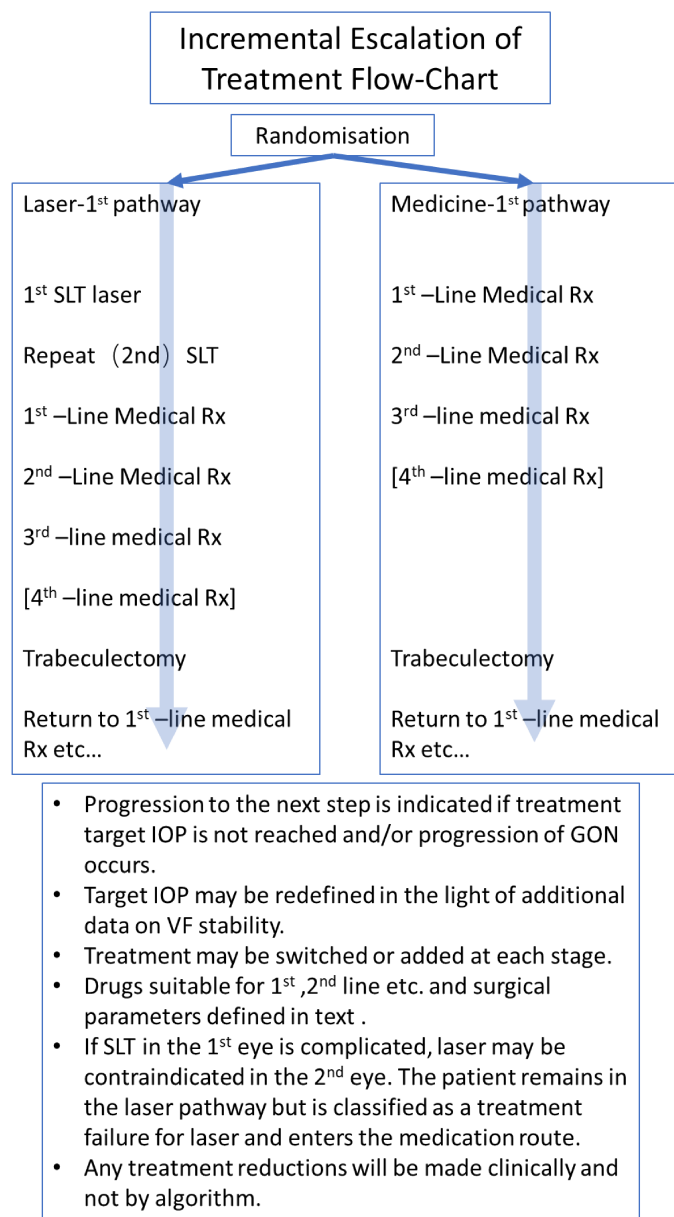 Incremental Escalation of
Treatment Flow-Chart
Randomisation
Laser-1st pathway
1st SLT laser
Repeat（2nd）SLT
1st –Line Medical Rx
2nd –Line Medical Rx
3rd –line medical Rx
[4th –line medical Rx]
Trabeculectomy
Return to 1st –line medical
Rx etc...
Medicine-1st pathway
1st –Line Medical Rx
2nd –Line Medical Rx
3rd –line medical Rx
[4th –line medical Rx]
Trabeculectomy
Return to 1st –line medical
Rx etc...
• Progression to the next step is indicated if treatment
target IOP is not reached and/or progression of GON
occurs.
• Target IOP may be redefined in the light of additional
data on VF stability.
• Treatment may be switched or added at each stage.
• Drugs suitable for 1st ,2nd line etc. and surgical
parameters defined in text .
• If SLT in the 1st eye is complicated, laser may be
contraindicated in the 2nd eye. The patient remains in
the laser pathway but is classified as a treatment
failure for laser and enters the medication route.
• Any treatment reductions will be made clinically and
not by algorithm.